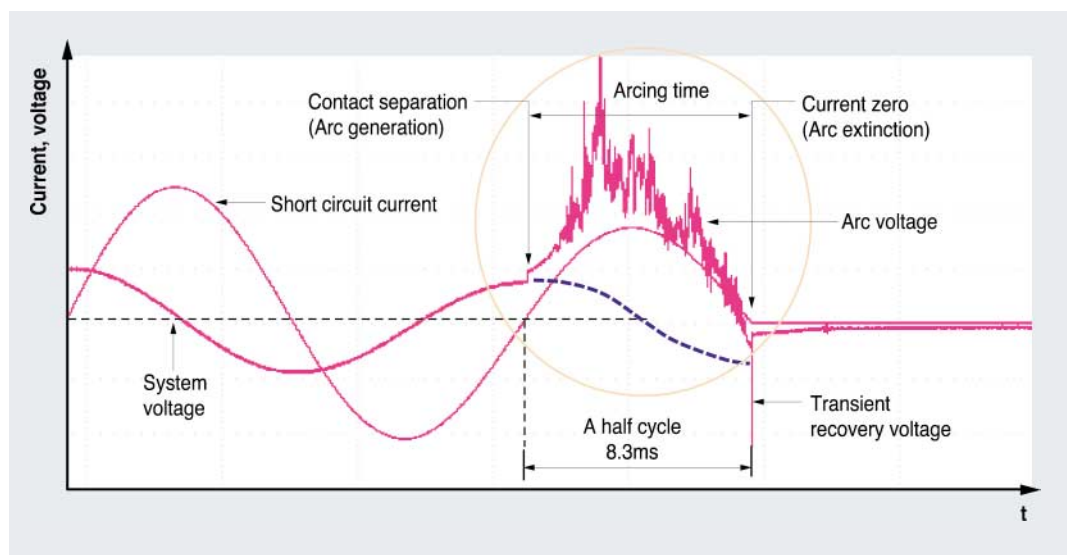 Current, voltage
Contact separation
(Arc generation)
Arcing time
Current zero
(Arc extinction)
Short circuit current
Arc voltage
System
voltage
A half cycle
8.3ms
Transient
recovery voltage
t